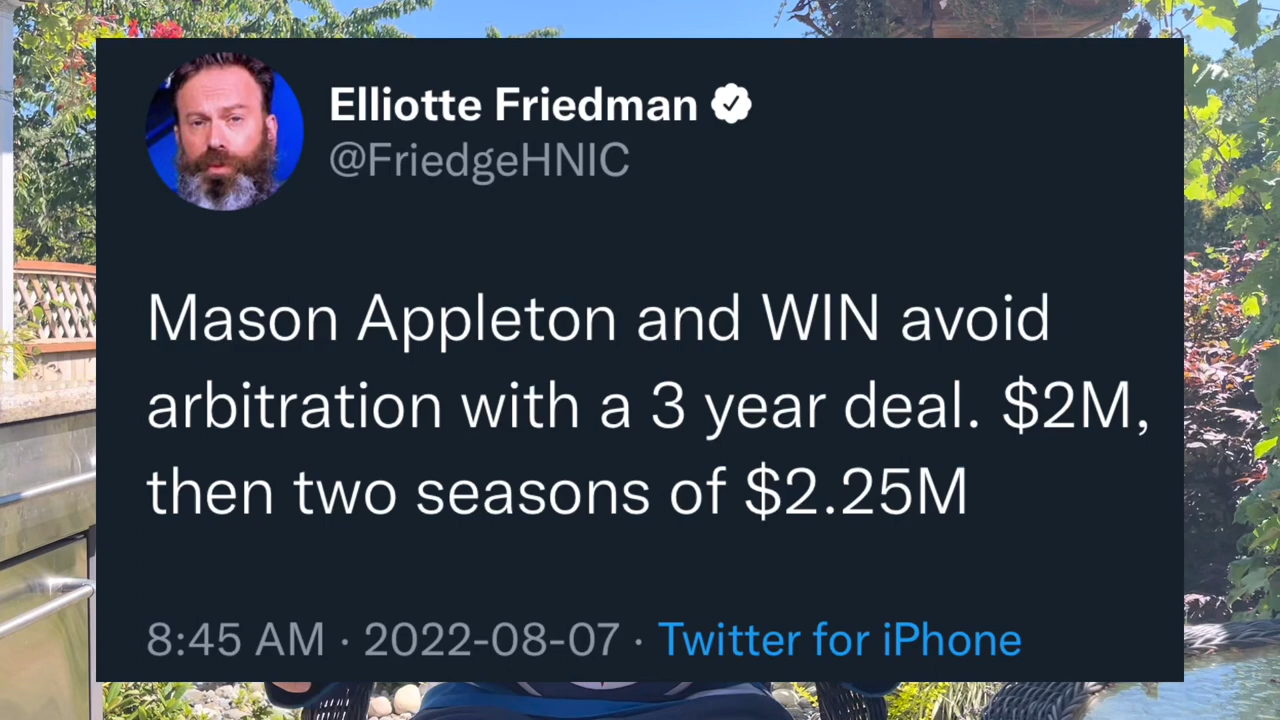 Elliotte Friedman
@FriedgeHNIC
Mason Appleton and WIN avoid
arbitration with a 3 year deal. $2M,
then two seasons of $2.25M
8:45 AM · 2022-08-07 · Twitter for iPhone